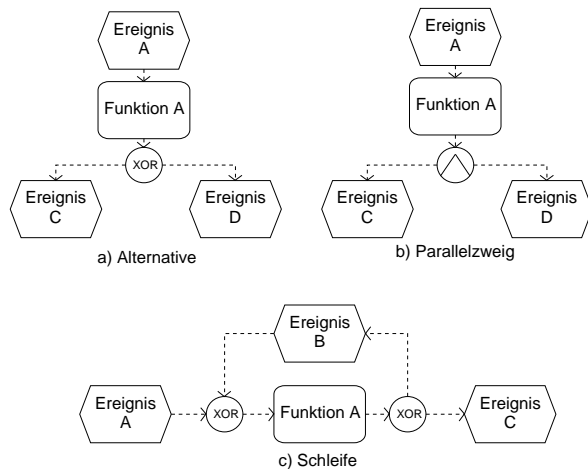 Ereignis
A
Funktion A
XOR
Ereignis
C
Ereignis
D
a) Alternative
Ereignis
A
Funktion A
Ereignis
C
Ereignis
D
b) Parallelzweig
Ereignis
B
Ereignis
A
XOR
Funktion A
XOR
Ereignis
C
c) Schleife